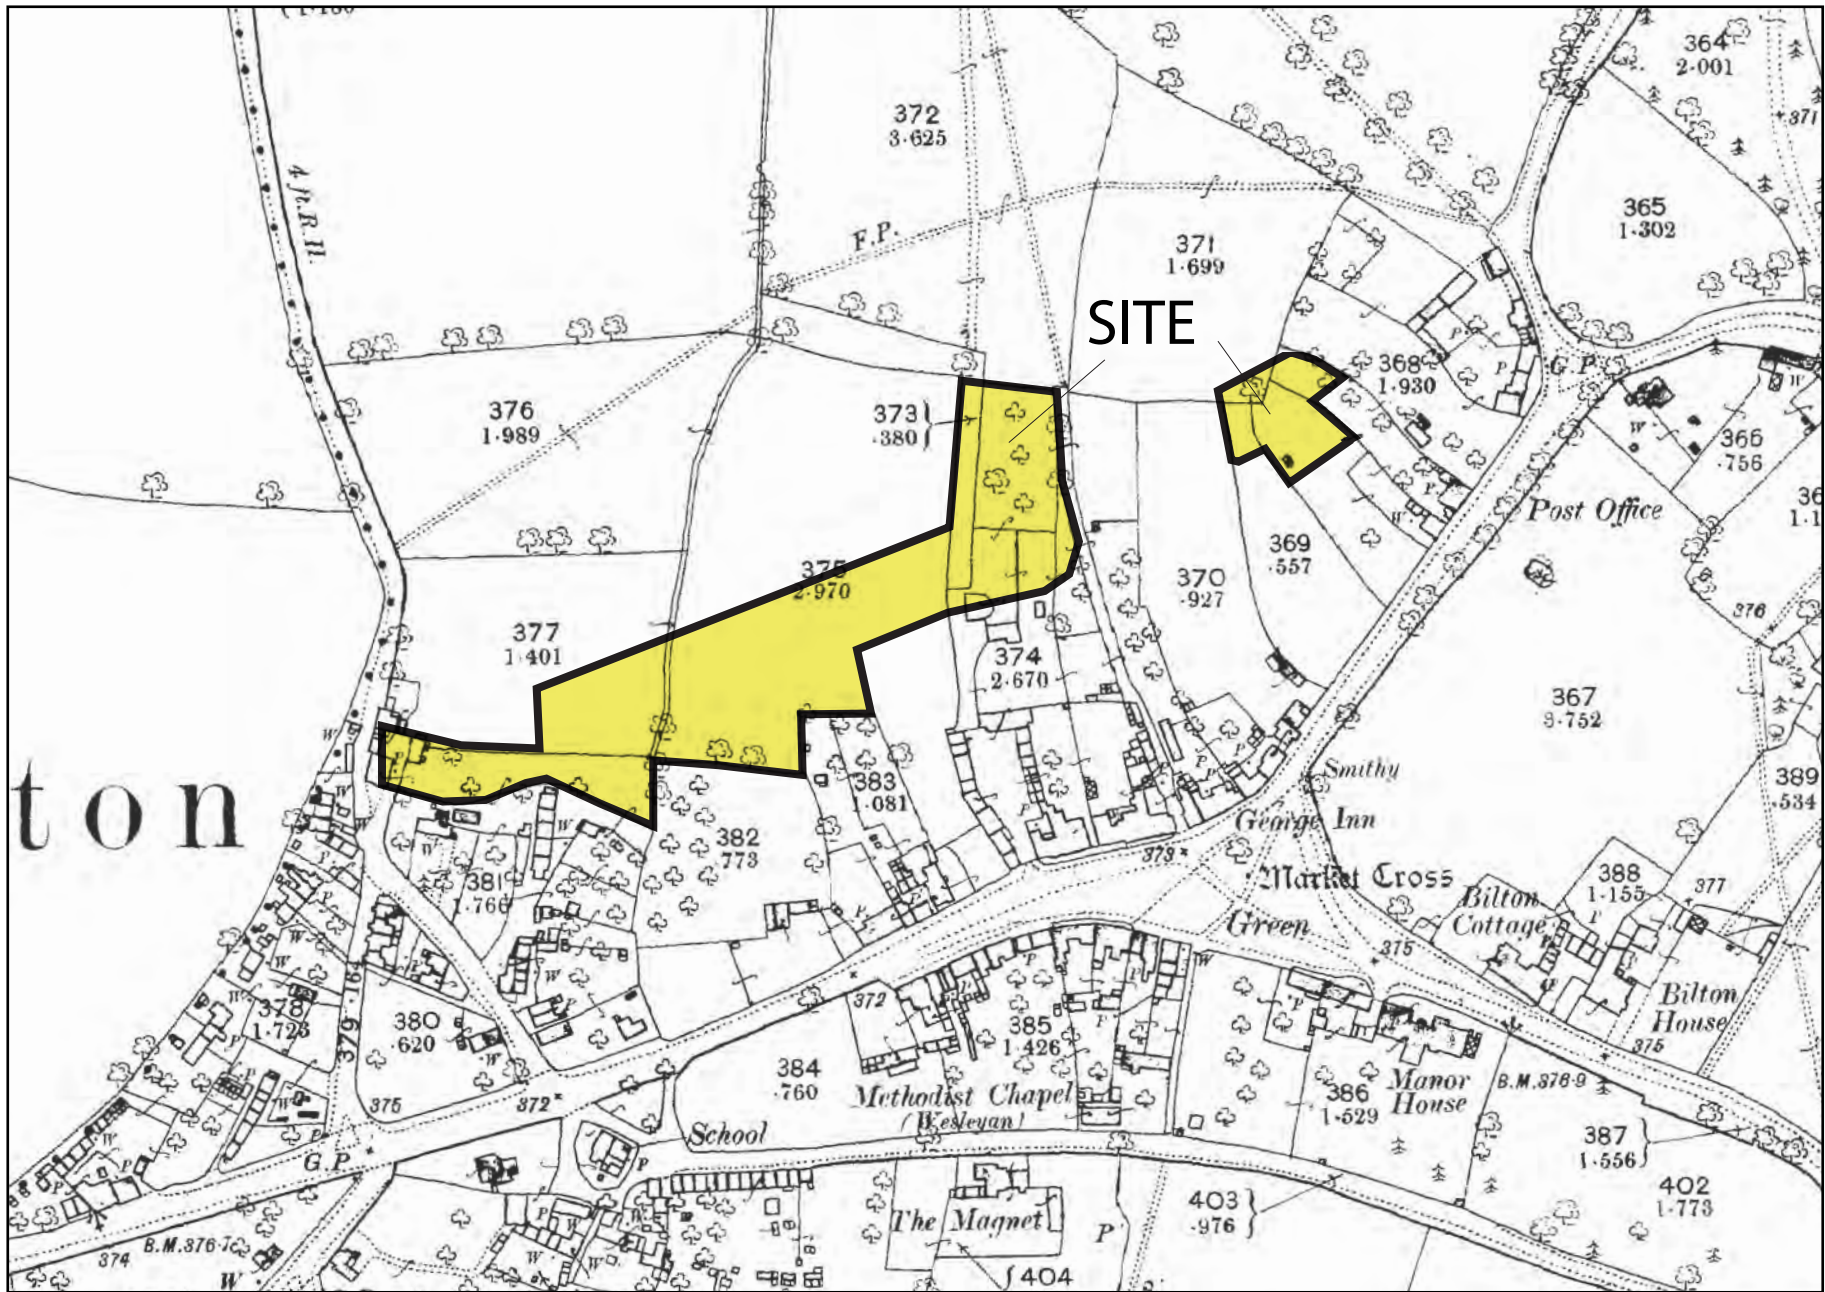 364
2·001
371
372
3·625
4 ft. R.H.
365
1·302
F.P.
371
1·699
SITE
368
1·930
P
P
G.P.
W
376
1·989
373
·380
W
366
·756
P
W
Post Office
375
2·970
369
·557
370
·927
376
377
1·401
374
2·670
367
3·752
W
P
P
P
Smithy
389
·534
383
1·081
ton
W
W
W
George Inn
382
·773
373
Market Cross
388
1·155
377
381
1·766
W
P
P
Bilton
Cottage
P
Green
W
P
375
W
W
W
372
P
P
Bilton
House
378
1·723
379
·164
380
·620
P
385
1·426
P
P
375
384
·760
386
1·529
Manor
House
B.M.376·9
W
W
375
372
Methodist Chapel
(Wesleyan)
387
1·556
School
P
G.P.
W
P
403
·976
402
1·773
The Magnet
P
P
W
W
W
B.M.376·7
374
W
404